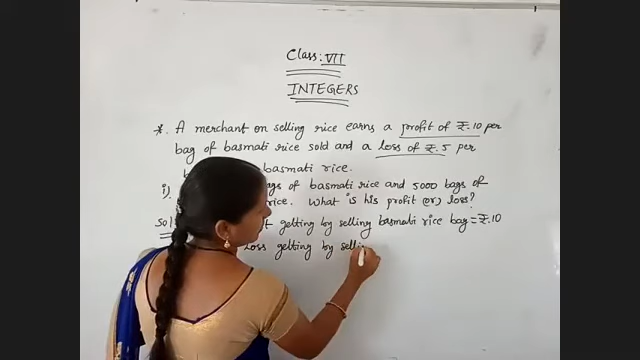 Class: VII
INTEGERS
*. A merchant on selling rice earns a profit of ₹.10 per
bag of basmati rice sold and a loss of ₹.5 per
basmati rice.
i) bags of basmati rice and 5000 bags of
rice. What is his profit (or) loss?
Sol getting by selling basmati rice bag = ₹.10
Loss getting by selli